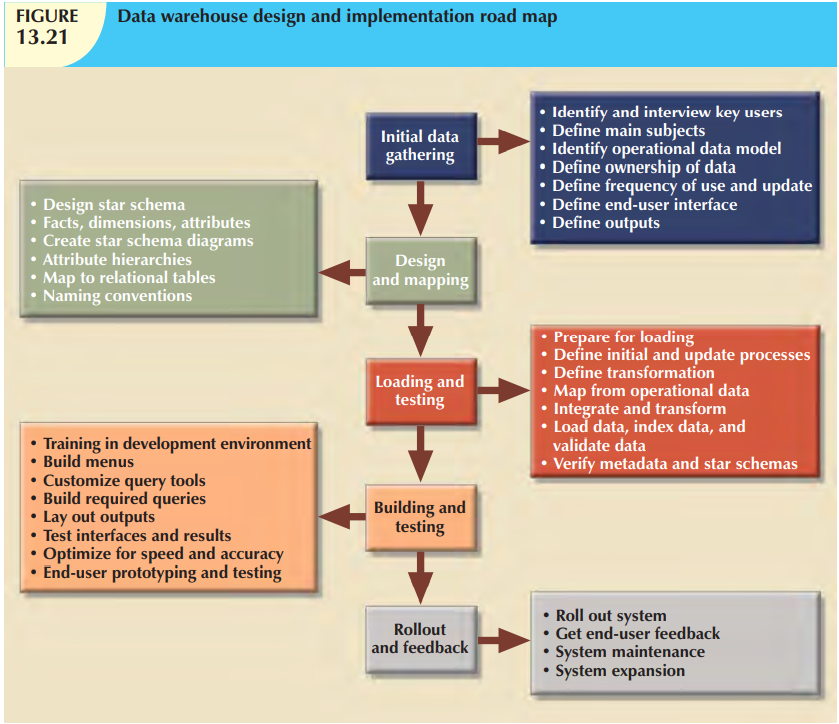 FIGURE
13.21
Data warehouse design and implementation road map
Initial data
gathering
• Identify and interview key users
• Define main subjects
• Identify operational data model
• Define ownership of data
• Define frequency of use and update
• Define end-user interface
• Define outputs
Design
and mapping
• Design star schema
• Facts, dimensions, attributes
• Create star schema diagrams
• Attribute hierarchies
• Map to relational tables
• Naming conventions
Loading and
testing
• Prepare for loading
• Define initial and update processes
• Define transformation
• Map from operational data
• Integrate and transform
• Load data, index data, and
validate data
• Verify metadata and star schemas
Building and
testing
• Training in development environment
• Build menus
• Customize query tools
• Build required queries
• Lay out outputs
• Test interfaces and results
• Optimize for speed and accuracy
• End-user prototyping and testing
Rollout
and feedback
• Roll out system
• Get end-user feedback
• System maintenance
• System expansion